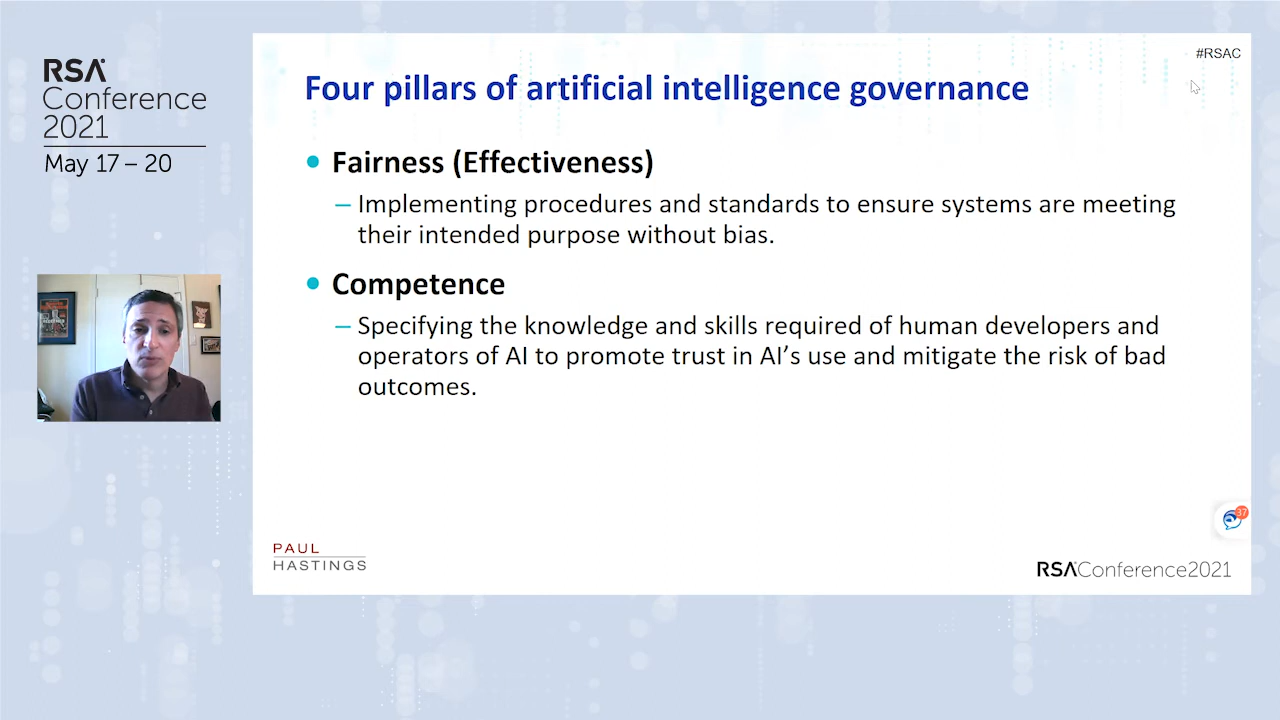 RSA
Conference
2021
May 17 – 20
#RSAC
Four pillars of artificial intelligence governance
• Fairness (Effectiveness)
– Implementing procedures and standards to ensure systems are meeting
their intended purpose without bias.
• Competence
– Specifying the knowledge and skills required of human developers and
operators of AI to promote trust in AI’s use and mitigate the risk of bad
outcomes.
37
PAUL
HASTINGS
RSAConference2021